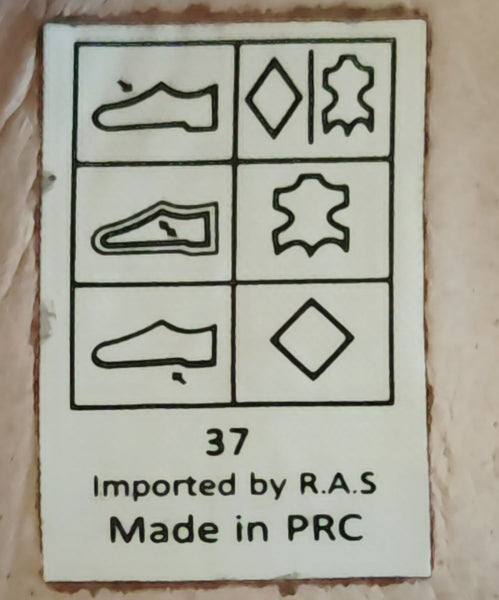 37
Imported by R.A.S
Made in PRC